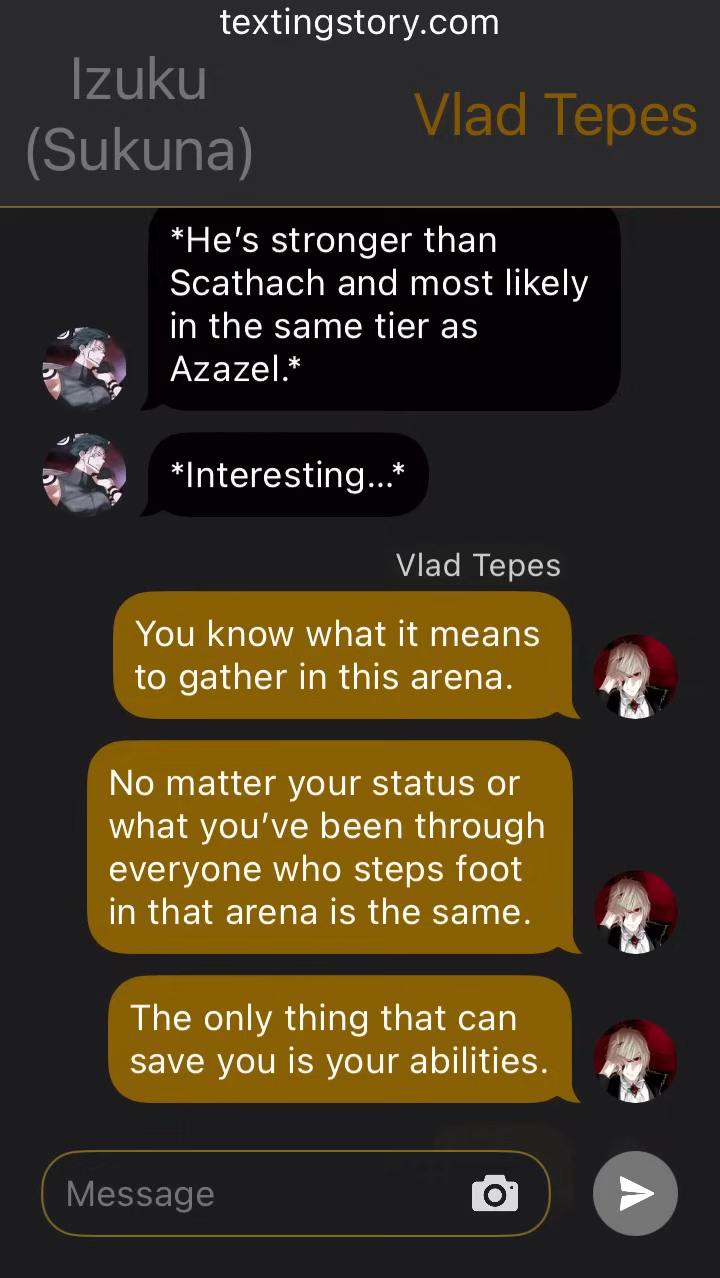 textingstory.com
Izuku
(Sukuna)
Vlad Tepes
*He’s stronger than
Scathach and most likely
in the same tier as
Azazel.*
*Interesting...*
Vlad Tepes
You know what it means
to gather in this arena.
No matter your status or
what you’ve been through
everyone who steps foot
in that arena is the same.
The only thing that can
save you is your abilities.
Message